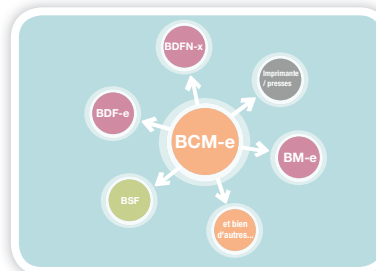 BDFN-x
Imprimante
/ presses
BDF-e
BCM-e
BM-e
BSF
et bien
d'autres...